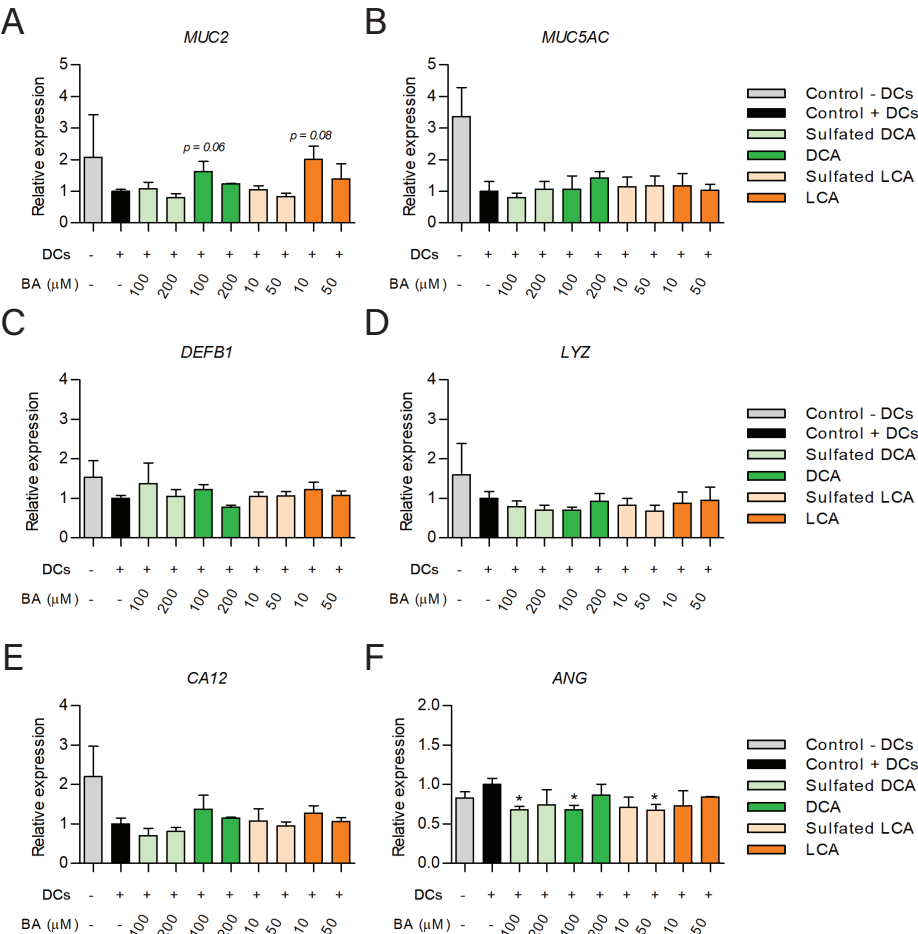 A
B
MUC2
MUC5AC
5
4
3
2
1
0
Relative expression
p = 0.06
p = 0.08
5
4
3
2
1
0
Relative expression
Control - DCs
Control + DCs
Sulfated DCA
DCA
Sulfated LCA
LCA
DCs - + + + + + + + + +
BA (μM) - - 100 200 100 200 10 50 10 50
DCs - + + + + + + + + +
BA (μM) - - 100 200 100 200 10 50 10 50
C
D
DEFB1
LYZ
4
3
2
1
0
Relative expression
4
3
2
1
0
Relative expression
Control - DCs
Control + DCs
Sulfated DCA
DCA
Sulfated LCA
LCA
DCs - + + + + + + + + +
BA (μM) - - 100 200 100 200 10 50 10 50
DCs - + + + + + + + + +
BA (μM) - - 100 200 100 200 10 50 10 50
E
F
CA12
ANG
4
3
2
1
0
Relative expression
2.0
1.5
1.0
0.5
0.0
Relative expression
* * *
Control - DCs
Control + DCs
Sulfated DCA
DCA
Sulfated LCA
LCA
DCs - + + + + + + + + +
BA (μM) - - 100 200 100 200 10 50 10 50
DCs - + + + + + + + + +
BA (μM) - - 100 200 100 200 10 50 10 50